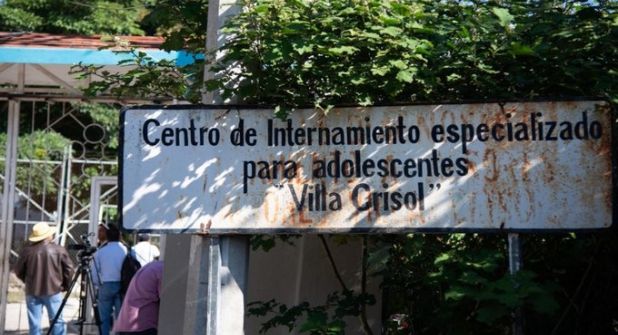 Centro de Internamiento especializado
para adolescentes
"Villa Crisol"